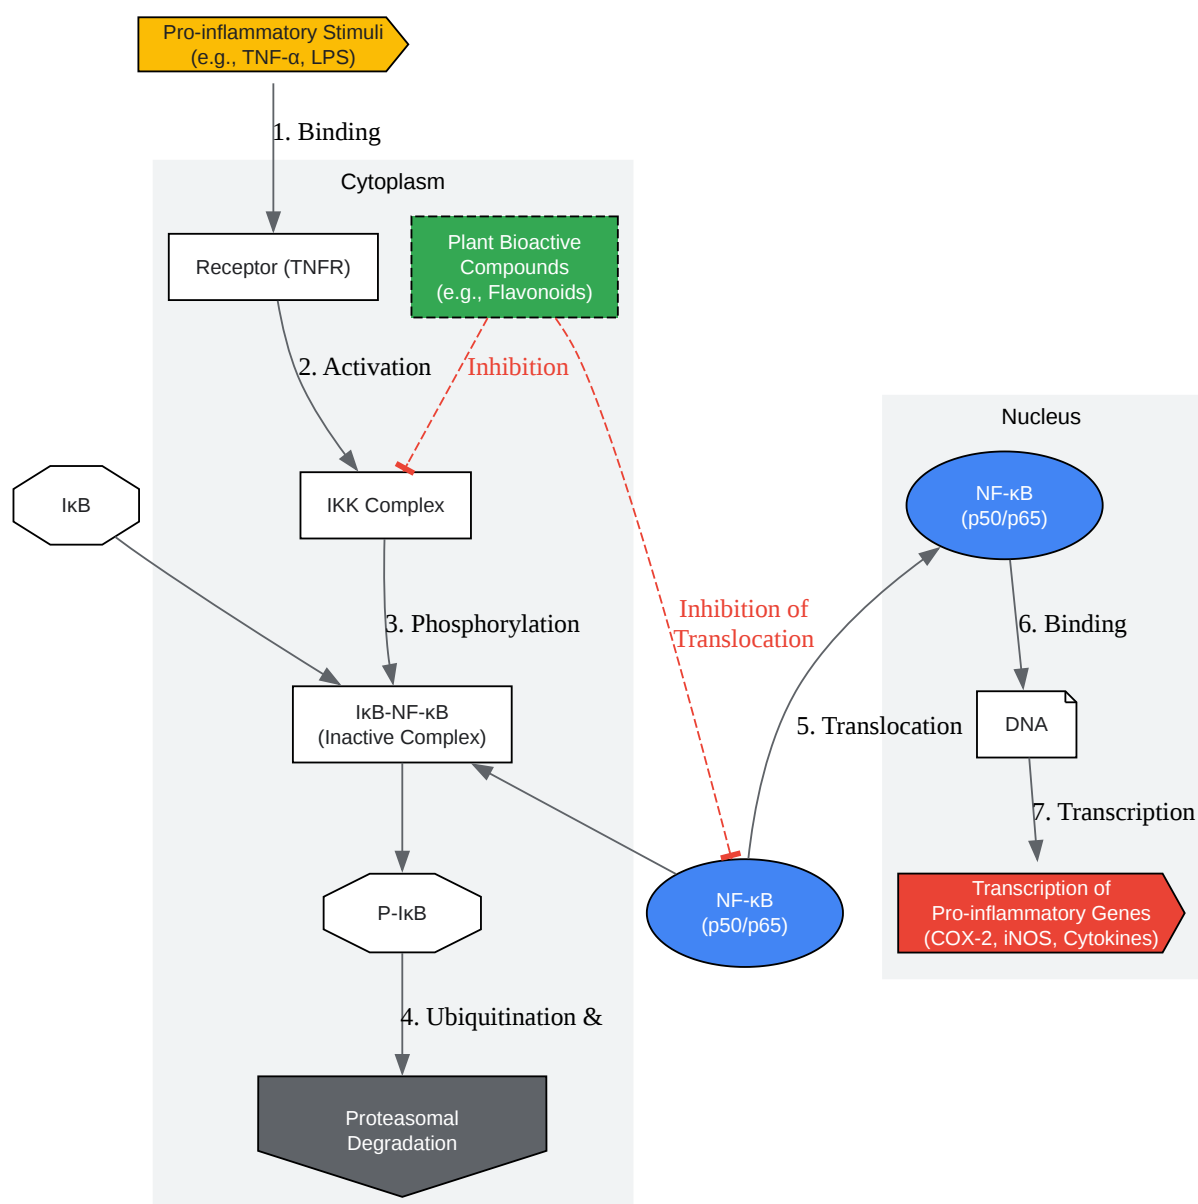 Pro-inflammatory Stimuli
(e.g., TNF-α, LPS)
1. Binding
Cytoplasm
Receptor (TNFR)
Plant Bioactive
Compounds
(e.g., Flavonoids)
2. Activation
Inhibition
Nucleus
IκB
IKK Complex
NF-κB
(p50/p65)
3. Phosphorylation
Inhibition of
Translocation
6. Binding
IκB-NF-κB
(Inactive Complex)
5. Translocation
DNA
7. Transcription
P-IκB
NF-κB
(p50/p65)
Transcription of
Pro-inflammatory Genes
(COX-2, iNOS, Cytokines)
4. Ubiquitination &
Proteasomal
Degradation